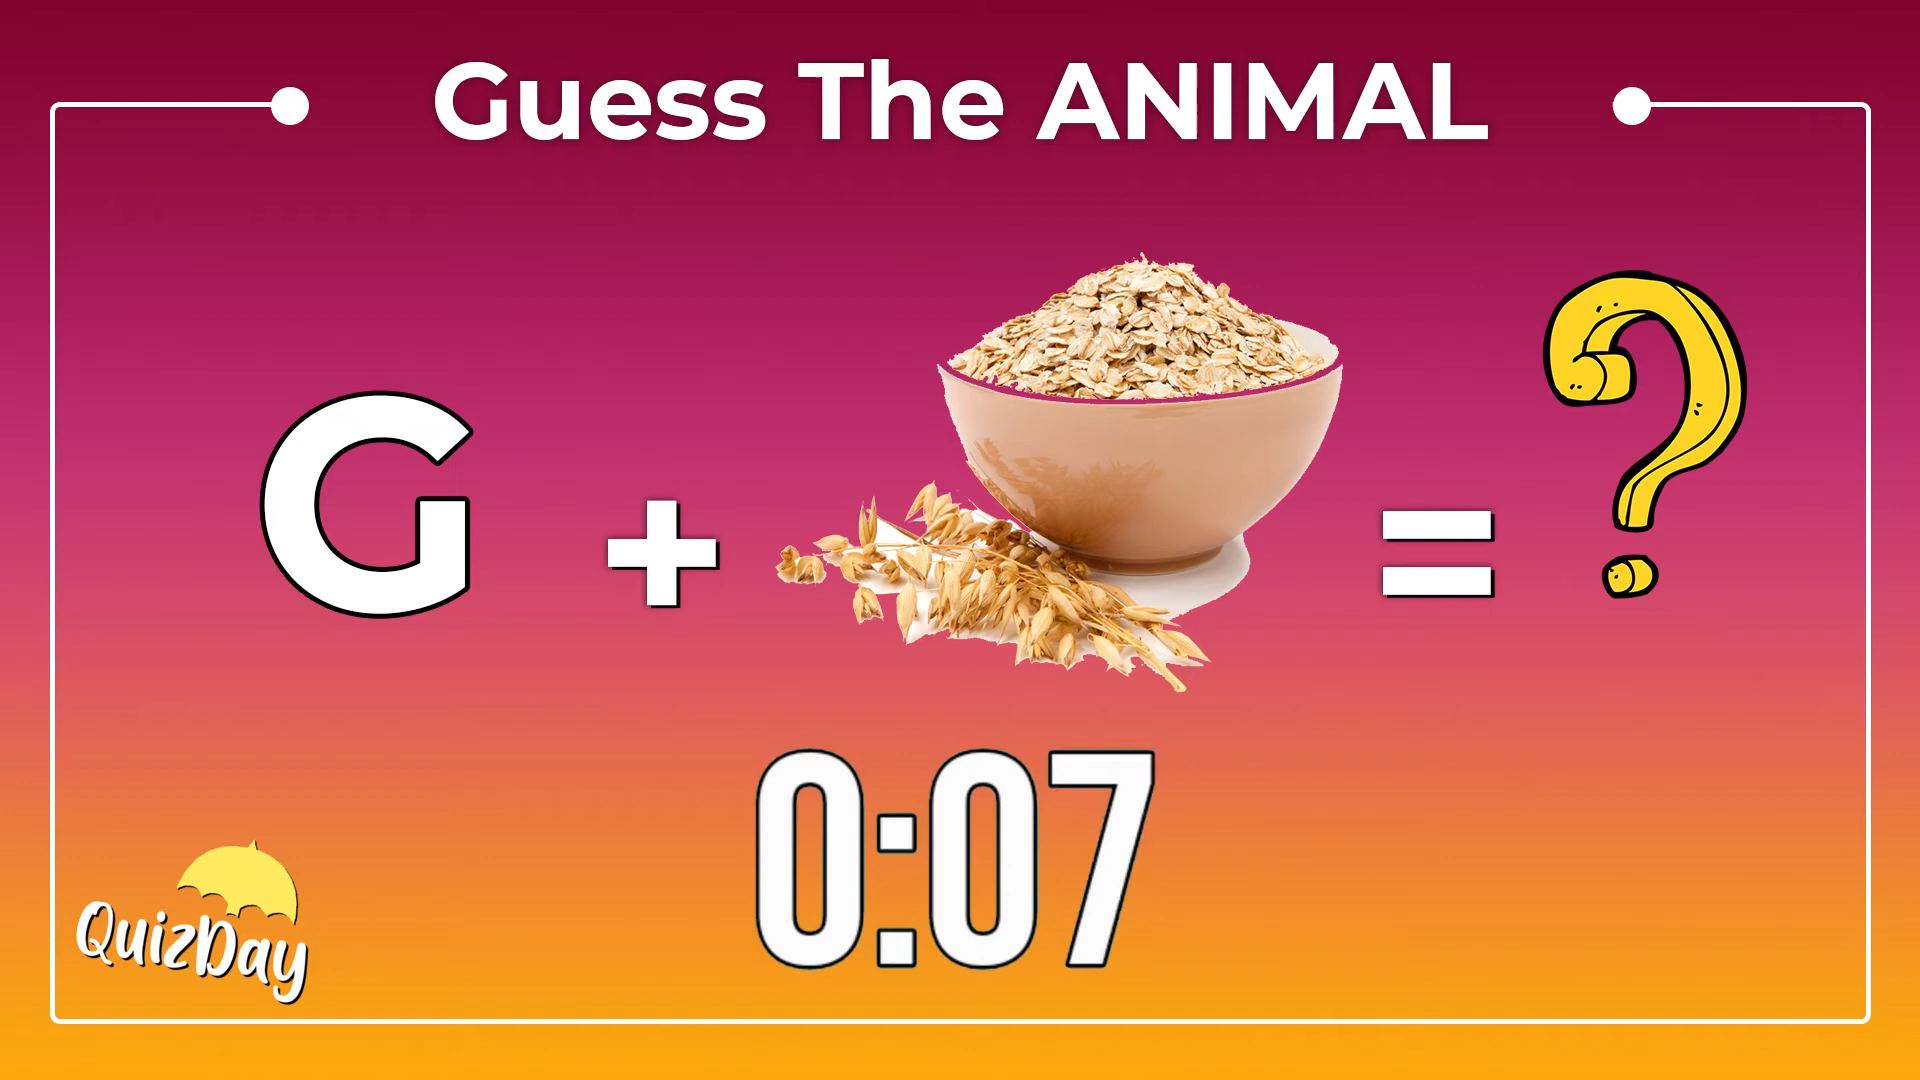 Guess The ANIMAL
G + = ?
0:07
QuizDay